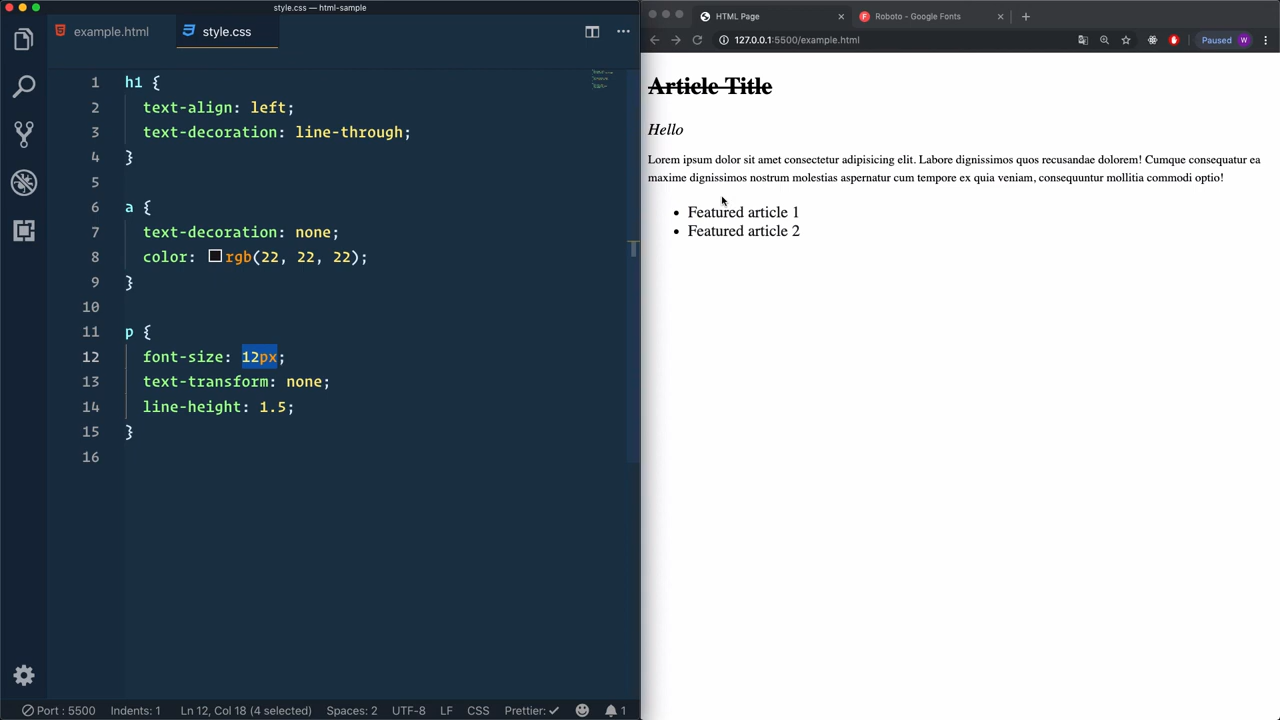 style.css — html-sample
example.html
style.css
1 h1 {
2 text-align: left;
3 text-decoration: line-through;
4 }
5
6 a {
7 text-decoration: none;
8 color: rgb(22, 22, 22);
9 }
10
11 p {
12 font-size: 12px;
13 text-transform: none;
14 line-height: 1.5;
15 }
16
Port : 5500 Indents: 1 Ln 12, Col 18 (4 selected) Spaces: 2 UTF-8 LF CSS Prettier: ✓ 1
HTML Page
Roboto - Google Fonts
127.0.0.1:5500/example.html
Paused W
Article Title
Hello
Lorem ipsum dolor sit amet consectetur adipisicing elit. Labore dignissimos quos recusandae dolorem! Cumque consequatur ea
maxime dignissimos nostrum molestias aspernatur cum tempore ex quia veniam, consequuntur mollitia commodi optio!
• Featured article 1
• Featured article 2